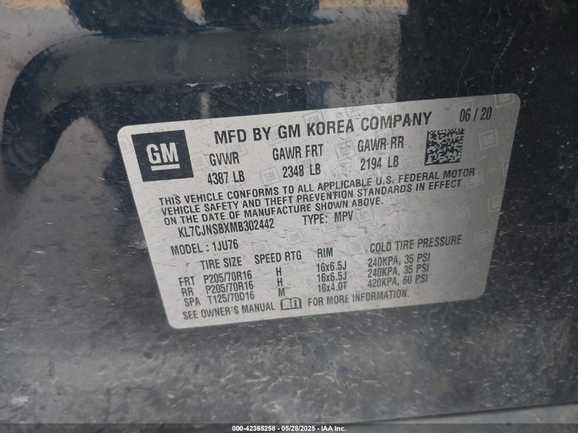 GM
MFD BY GM KOREA COMPANY 06/20
GVWR GAWR FRT GAWR RR
4387 LB 2348 LB 2194 LB
THIS VEHICLE CONFORMS TO ALL APPLICABLE U.S. FEDERAL MOTOR
VEHICLE SAFETY AND THEFT PREVENTION STANDARDS IN EFFECT
ON THE DATE OF MANUFACTURE SHOWN ABOVE.
KL7CJNSBXMB302442 TYPE: MPV
MODEL: 1JU76
TIRE SIZE SPEED RTG RIM COLD TIRE PRESSURE
FRT P205/70R16 H 16x6.5J 240KPA, 35 PSI
RR P205/70R16 H 16x6.5J 240KPA, 35 PSI
SPA T125/70D16 M 16x4.0T 420KPA, 60 PSI
SEE OWNER'S MANUAL FOR MORE INFORMATION.
000-42368258 - 05/28/2025 - IAA Inc.